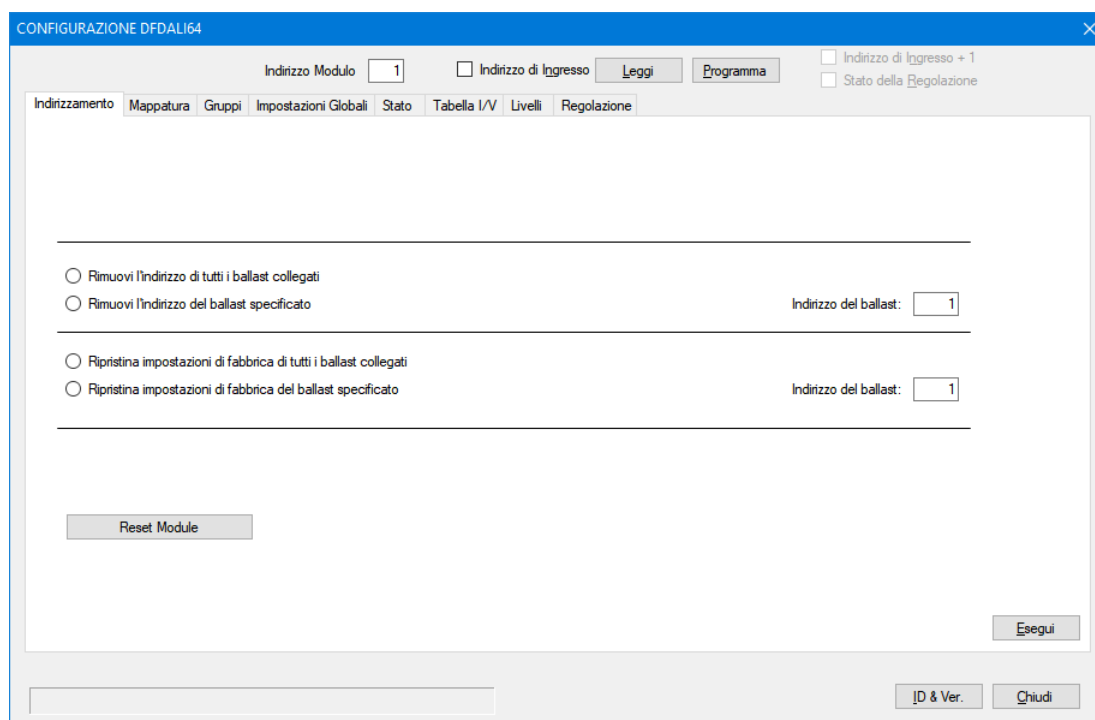 CONFIGURAZIONE DFDALI64
Indirizzo Modulo 1 Indirizzo di Ingresso Leggi Programma Indirizzo di Ingresso + 1
Stato della Regolazione
Indirizzamento Mappatura Gruppi Impostazioni Globali Stato Tabella I/V Livelli Regolazione
Rimuovi l'indirizzo di tutti i ballast collegati
Rimuovi l'indirizzo del ballast specificato Indirizzo del ballast: 1
Ripristina impostazioni di fabbrica di tutti i ballast collegati
Ripristina impostazioni di fabbrica del ballast specificato Indirizzo del ballast: 1
Reset Module
Esegui
ID & Ver. Chiudi